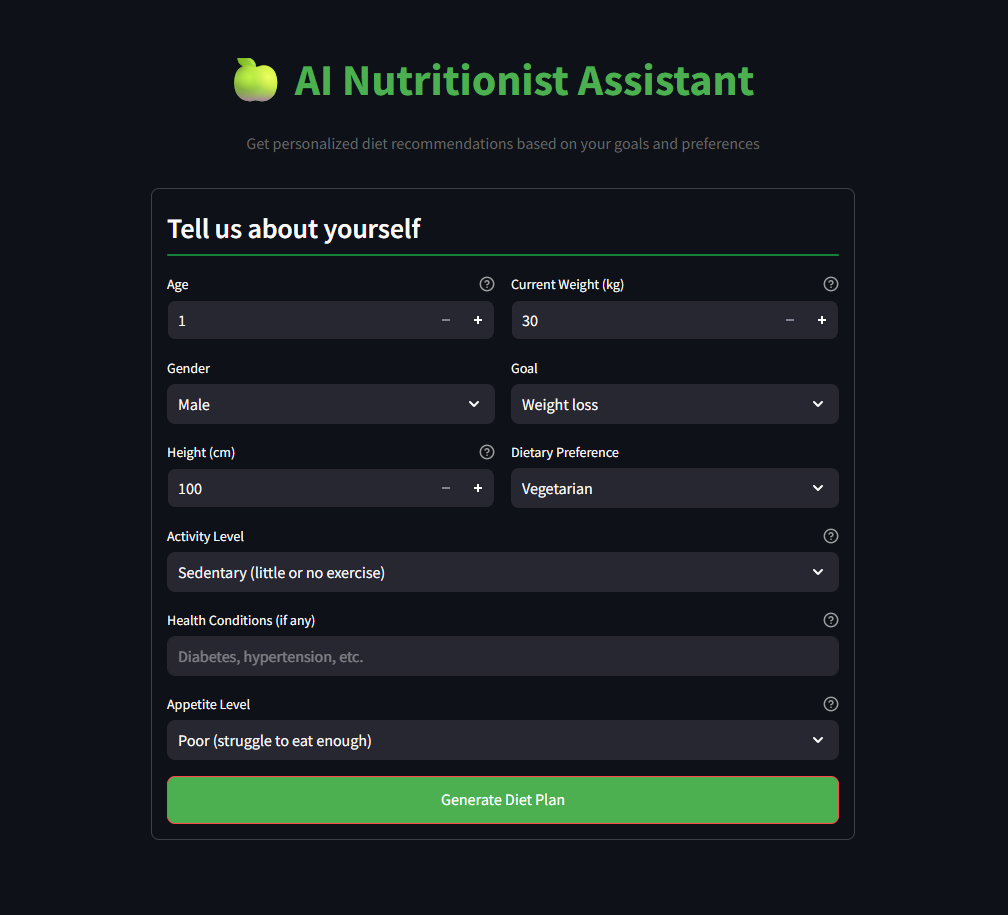 AI Nutritionist Assistant
Get personalized diet recommendations based on your goals and preferences
Tell us about yourself
Age
1
Current Weight (kg)
30
Gender
Male
Goal
Weight loss
Height (cm)
100
Dietary Preference
Vegetarian
Activity Level
Sedentary (little or no exercise)
Health Conditions (if any)
Diabetes, hypertension, etc.
Appetite Level
Poor (struggle to eat enough)
Generate Diet Plan